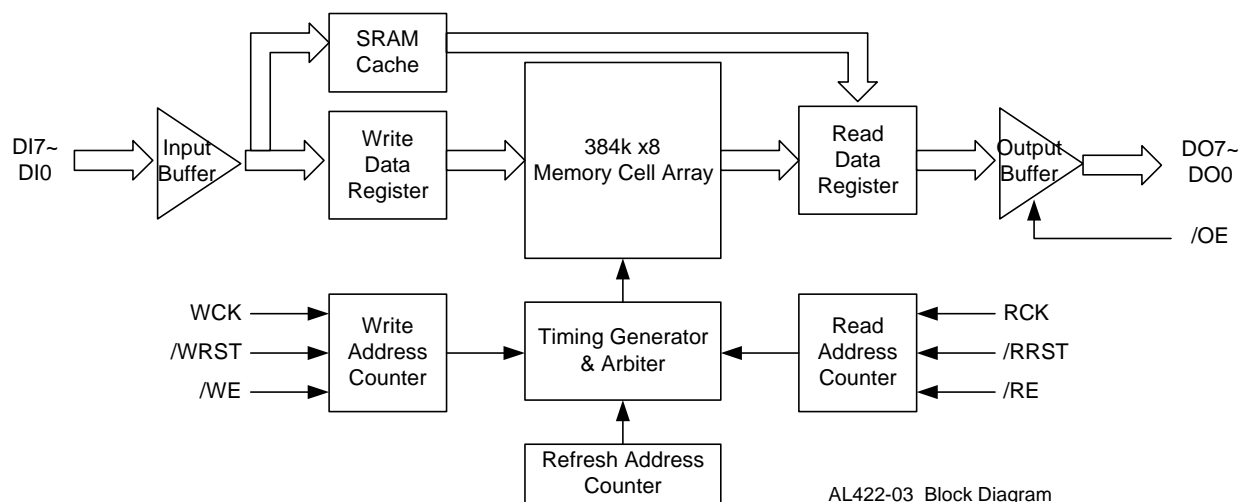 SRAM
Cache
DI7~
DI0
Input
Buffer
Write
Data
Register
384k x8
Memory Cell Array
Read
Data
Register
Output
Buffer
DO7~
DO0
/OE
WCK
/WRST
/WE
Write
Address
Counter
Timing Generator
& Arbiter
Read
Address
Counter
RCK
/RRST
/RE
Refresh Address
Counter
AL422-03 Block Diagram